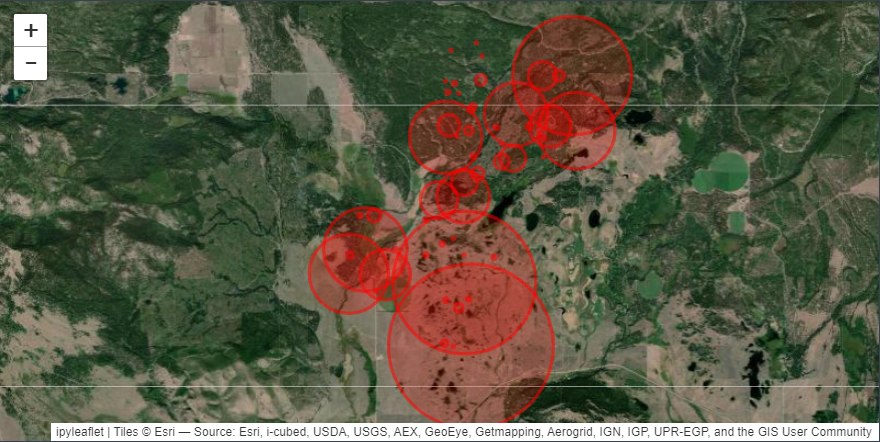 +
−
ipyleaflet | Tiles © Esri — Source: Esri, i-cubed, USDA, USGS, AEX, GeoEye, Getmapping, Aerogrid, IGN, IGP, UPR-EGP, and the GIS User Community